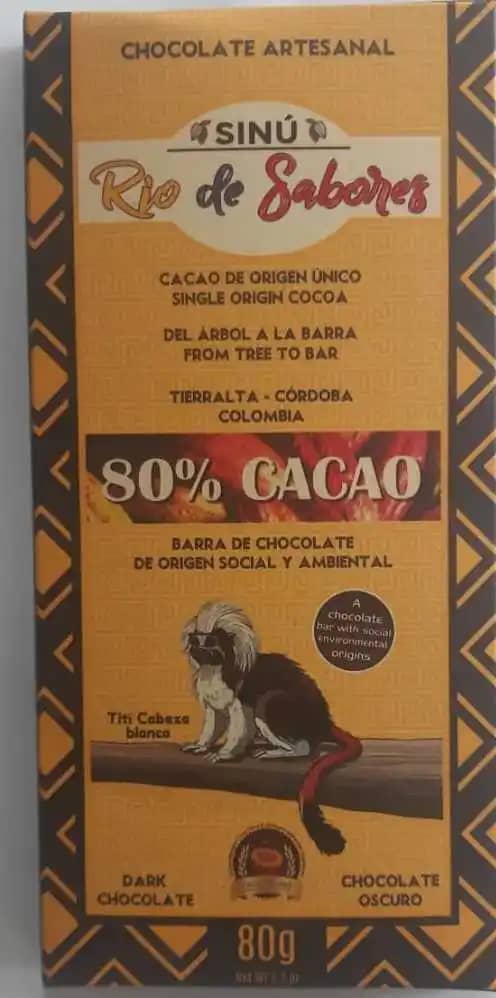 CHOCOLATE ARTESANAL
SINÚ
Rio de Sabores
CACAO DE ORIGEN ÚNICO
SINGLE ORIGIN COCOA
DEL ÁRBOL A LA BARRA
FROM TREE TO BAR
TIERRALTA - CÓRDOBA
COLOMBIA
80% CACAO
BARRA DE CHOCOLATE
DE ORIGEN SOCIAL Y AMBIENTAL
A
chocolate
bar with social
environmental
origins
Tití Cabeza
blanca
DARK
CHOCOLATE
CHOCOLATE
OSCURO
80g